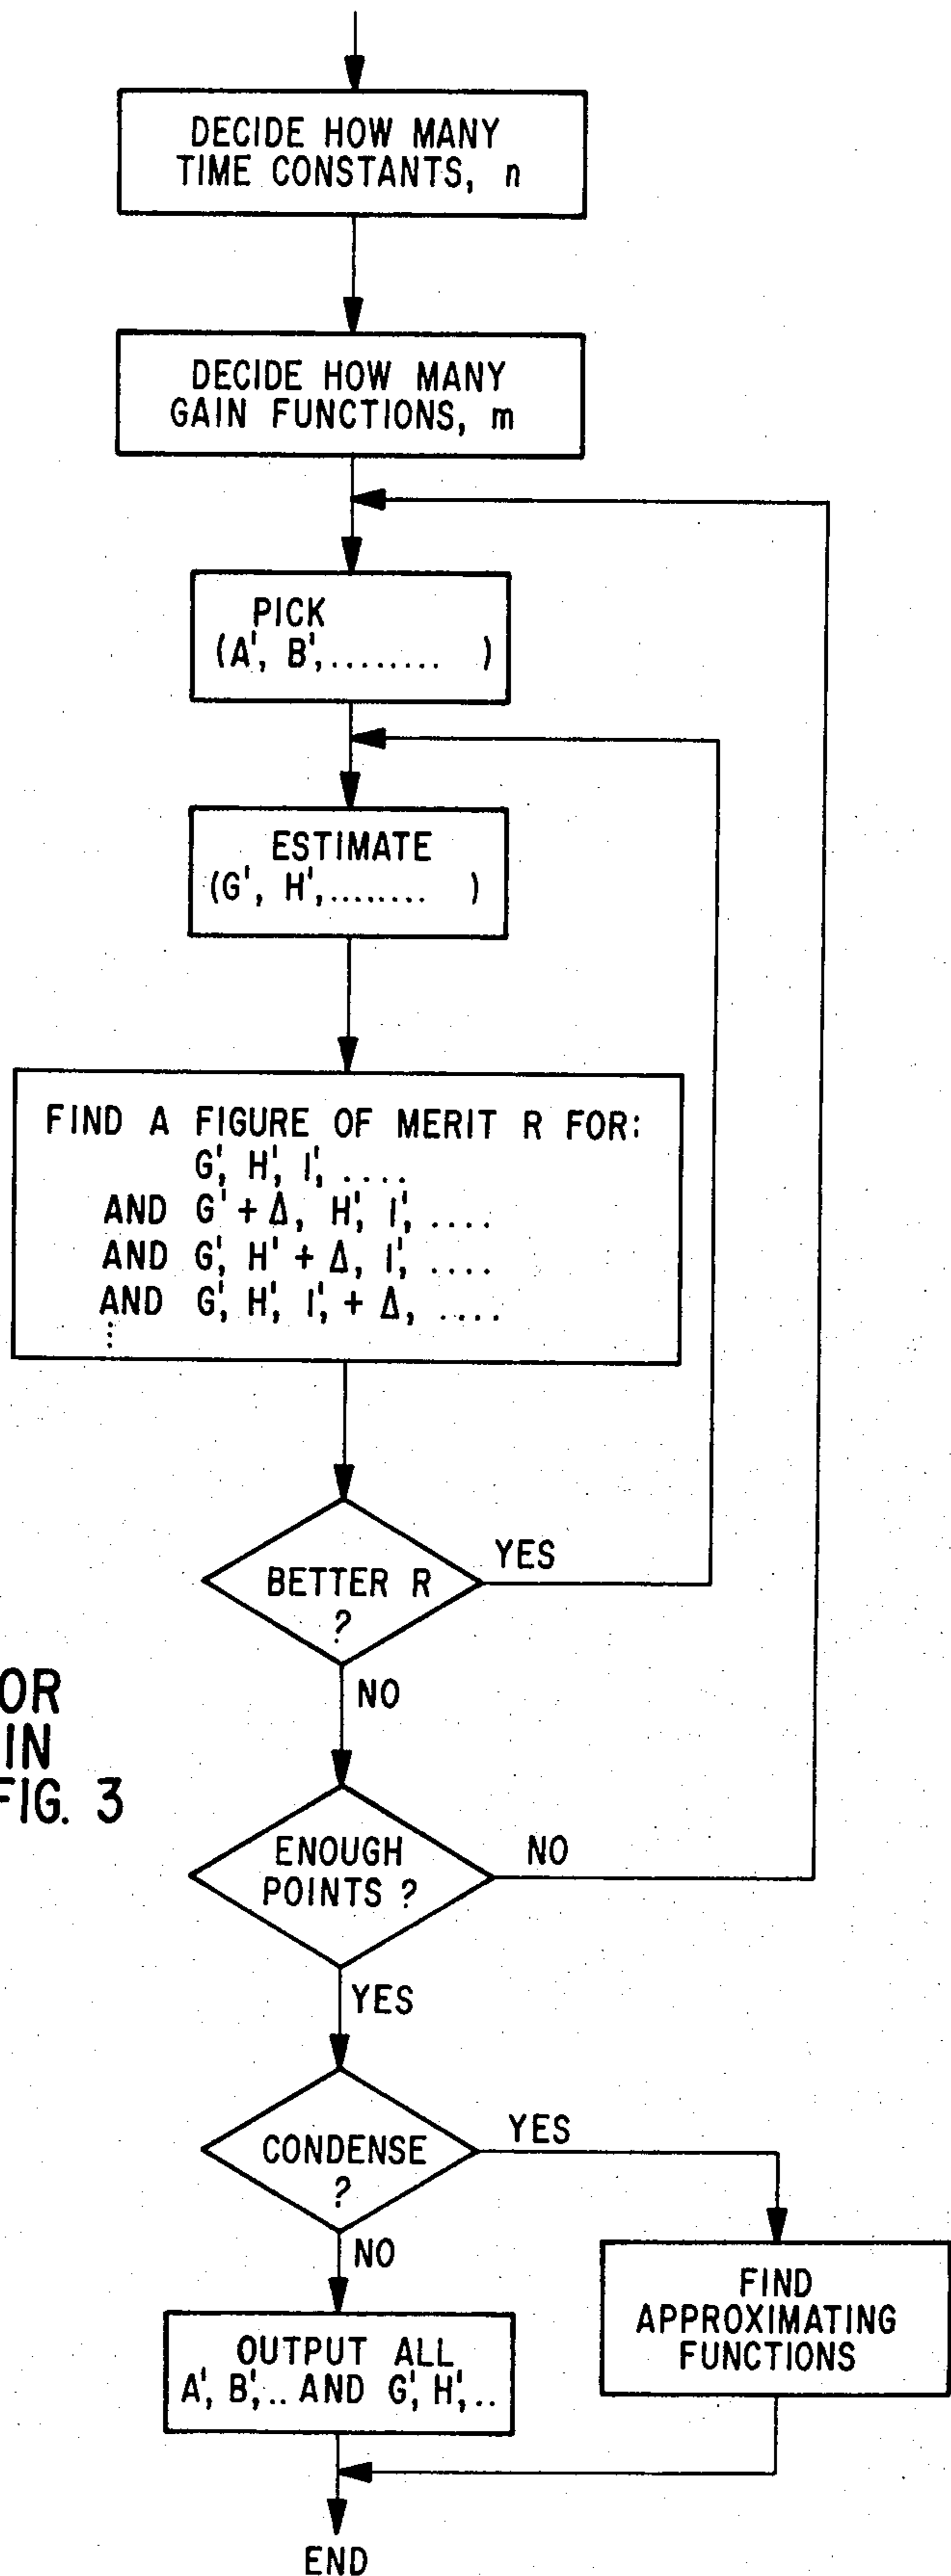 DECIDE HOW MANY
TIME CONSTANTS, n
DECIDE HOW MANY
GAIN FUNCTIONS, m
PICK
(A', B',........ )
ESTIMATE
(G', H',........ )
FIND A FIGURE OF MERIT R FOR:
G', H', I', ....
AND G' + Δ, H', I', ....
AND G', H' + Δ, I', ....
AND G', H', I', + Δ, ....
⋮
BETTER R
?
YES
NO
OR
IN
FIG. 3
ENOUGH
POINTS ?
NO
YES
CONDENSE
?
YES
NO
FIND
APPROXIMATING
FUNCTIONS
OUTPUT ALL
A', B',.. AND G', H',..
END